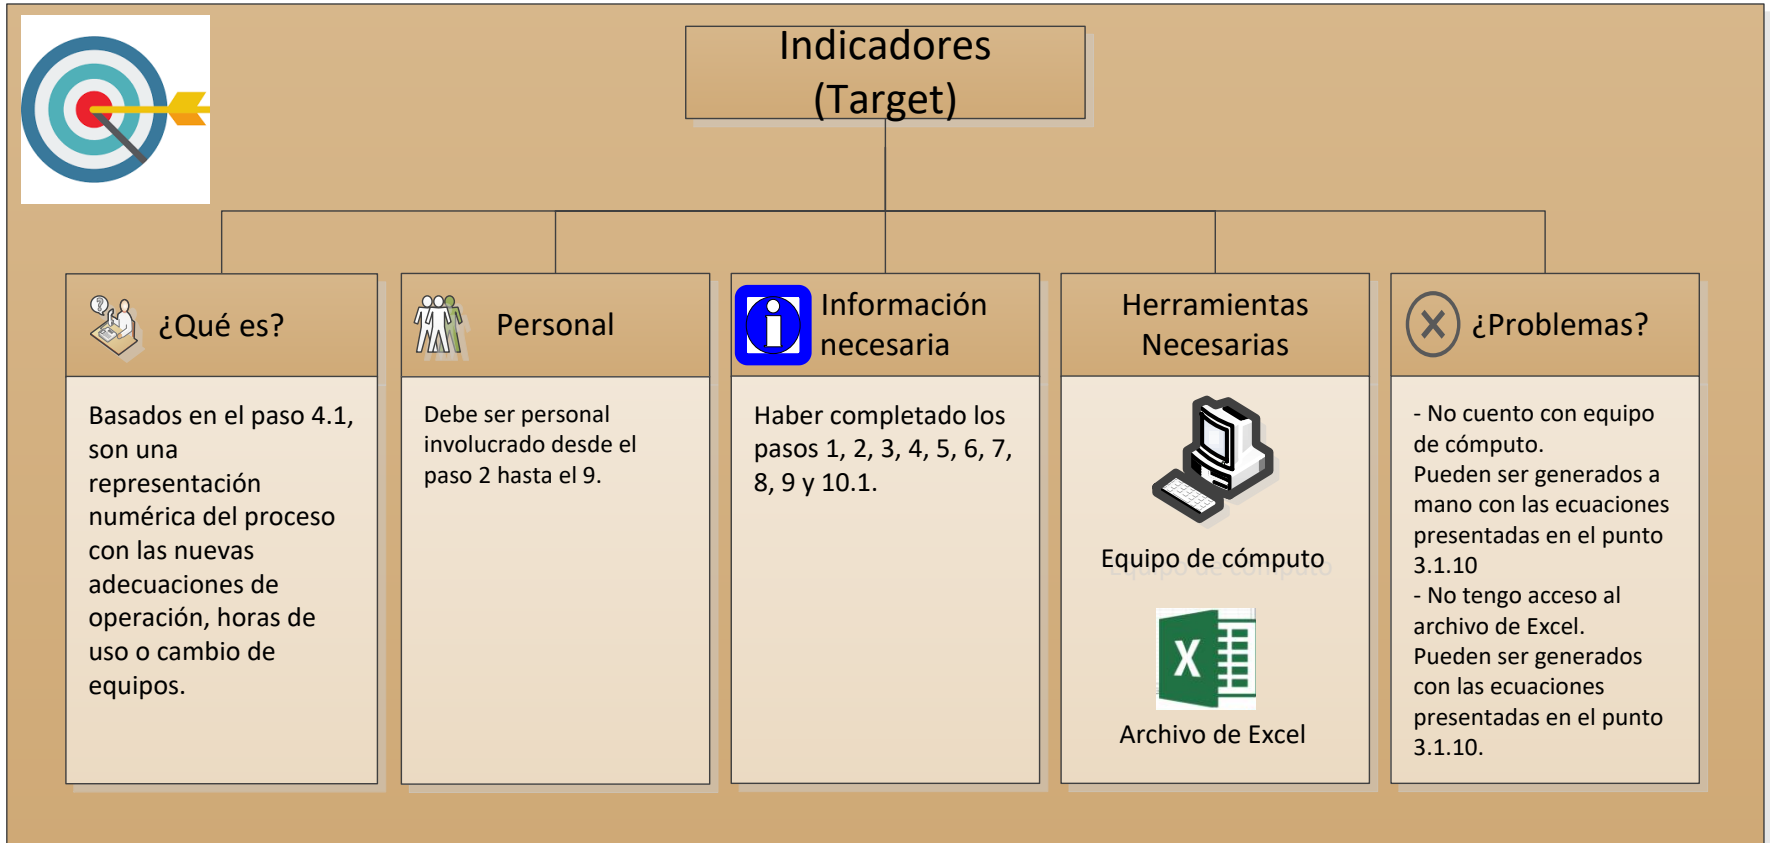 Indicadores
(Target)
¿Qué es?
Basados en el paso 4.1,
son una
representación
numérica del proceso
con las nuevas
adecuaciones de
operación, horas de
uso o cambio de
equipos.
Personal
Debe ser personal
involucrado desde el
paso 2 hasta el 9.
Información
necesaria
Haber completado los
pasos 1, 2, 3, 4, 5, 6, 7,
8, 9 y 10.1.
Herramientas
Necesarias
Equipo de cómputo
X
Archivo de Excel
¿Problemas?
- No cuento con equipo
de cómputo.
Pueden ser generados a
mano con las ecuaciones
presentadas en el punto
3.1.10
- No tengo acceso al
archivo de Excel.
Pueden ser generados
con las ecuaciones
presentadas en el punto
3.1.10.